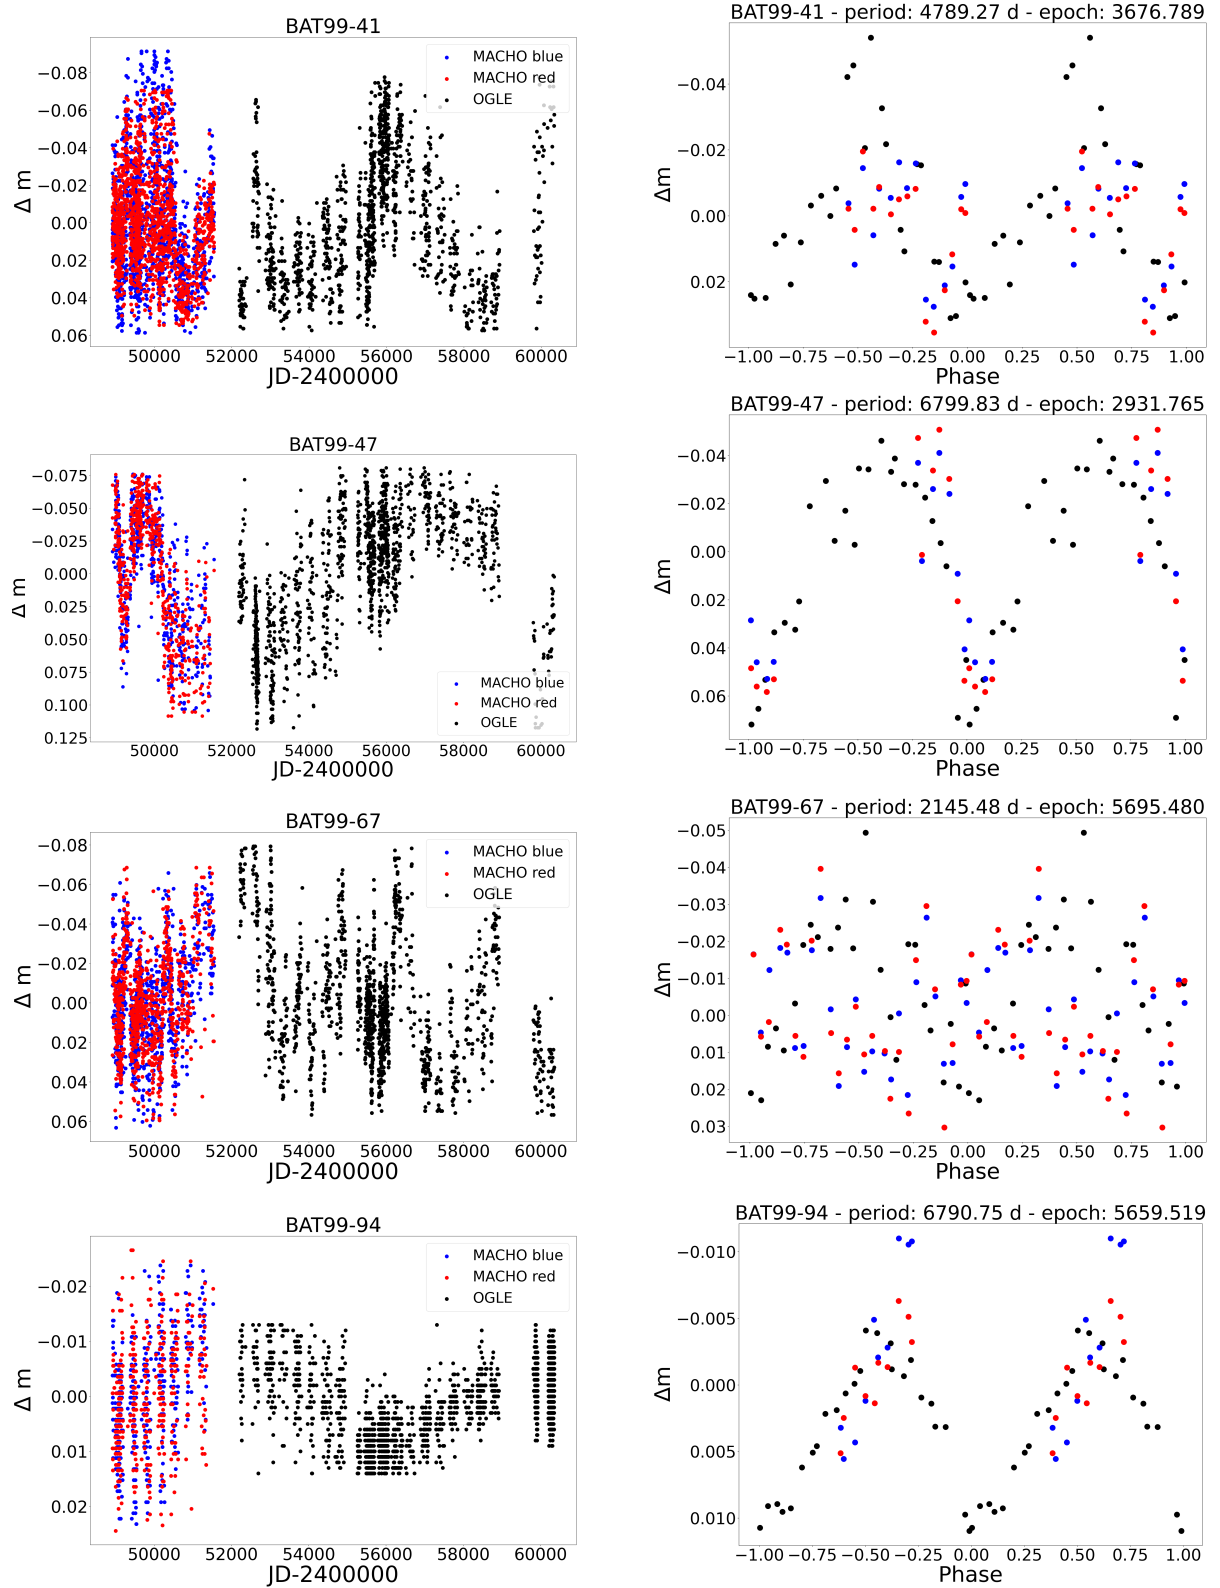 BAT99-41
−0.08
−0.06
−0.04
−0.02
0.00
0.02
0.04
0.06
Δ m
MACHO blue
MACHO red
OGLE
50000 52000 54000 56000 58000 60000
JD-2400000
BAT99-41 - period: 4789.27 d - epoch: 3676.789
−0.04
−0.02
0.00
0.02
Δm
−1.00 −0.75 −0.50 −0.25 0.00 0.25 0.50 0.75 1.00
Phase
BAT99-47
−0.075
−0.050
−0.025
0.000
0.025
0.050
0.075
0.100
0.125
Δ m
MACHO blue
MACHO red
OGLE
50000 52000 54000 56000 58000 60000
JD-2400000
BAT99-47 - period: 6799.83 d - epoch: 2931.765
−0.04
−0.02
0.00
0.02
0.04
0.06
Δm
−1.00 −0.75 −0.50 −0.25 0.00 0.25 0.50 0.75 1.00
Phase
BAT99-67
−0.08
−0.06
−0.04
−0.02
0.00
0.02
0.04
0.06
Δ m
MACHO blue
MACHO red
OGLE
50000 52000 54000 56000 58000 60000
JD-2400000
BAT99-67 - period: 2145.48 d - epoch: 5695.480
−0.05
−0.04
−0.03
−0.02
−0.01
0.00
0.01
0.02
0.03
Δm
−1.00 −0.75 −0.50 −0.25 0.00 0.25 0.50 0.75 1.00
Phase
BAT99-94
−0.02
−0.01
0.00
0.01
0.02
Δ m
MACHO blue
MACHO red
OGLE
50000 52000 54000 56000 58000 60000
JD-2400000
BAT99-94 - period: 6790.75 d - epoch: 5659.519
−0.010
−0.005
0.000
0.005
0.010
Δm
−1.00 −0.75 −0.50 −0.25 0.00 0.25 0.50 0.75 1.00
Phase